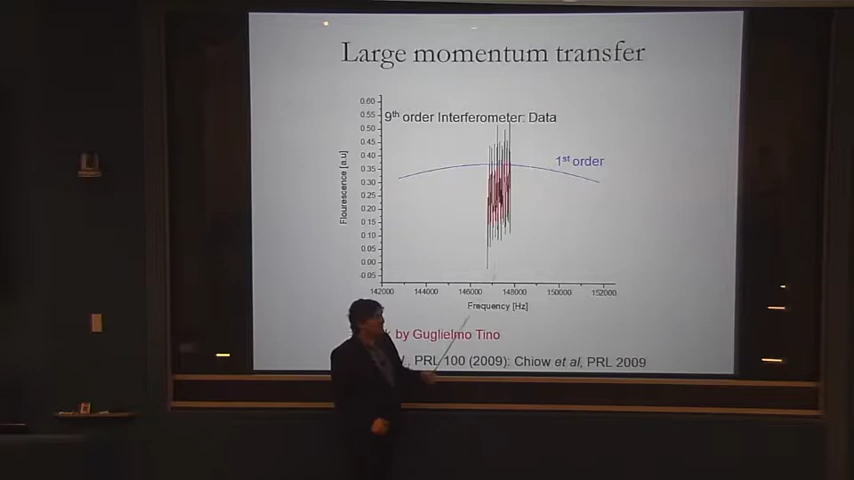 Large momentum transfer
9th order Interferometer: Data
1st order
Flourescence [a.u]
0.60
0.55
0.50
0.45
0.40
0.35
0.30
0.25
0.20
0.15
0.10
0.05
0.00
-0.05
142000 144000 146000 148000 150000 152000
Frequency [Hz]
by Guglielmo Tino
PRL 100 (2009); Chiow et al, PRL 2009